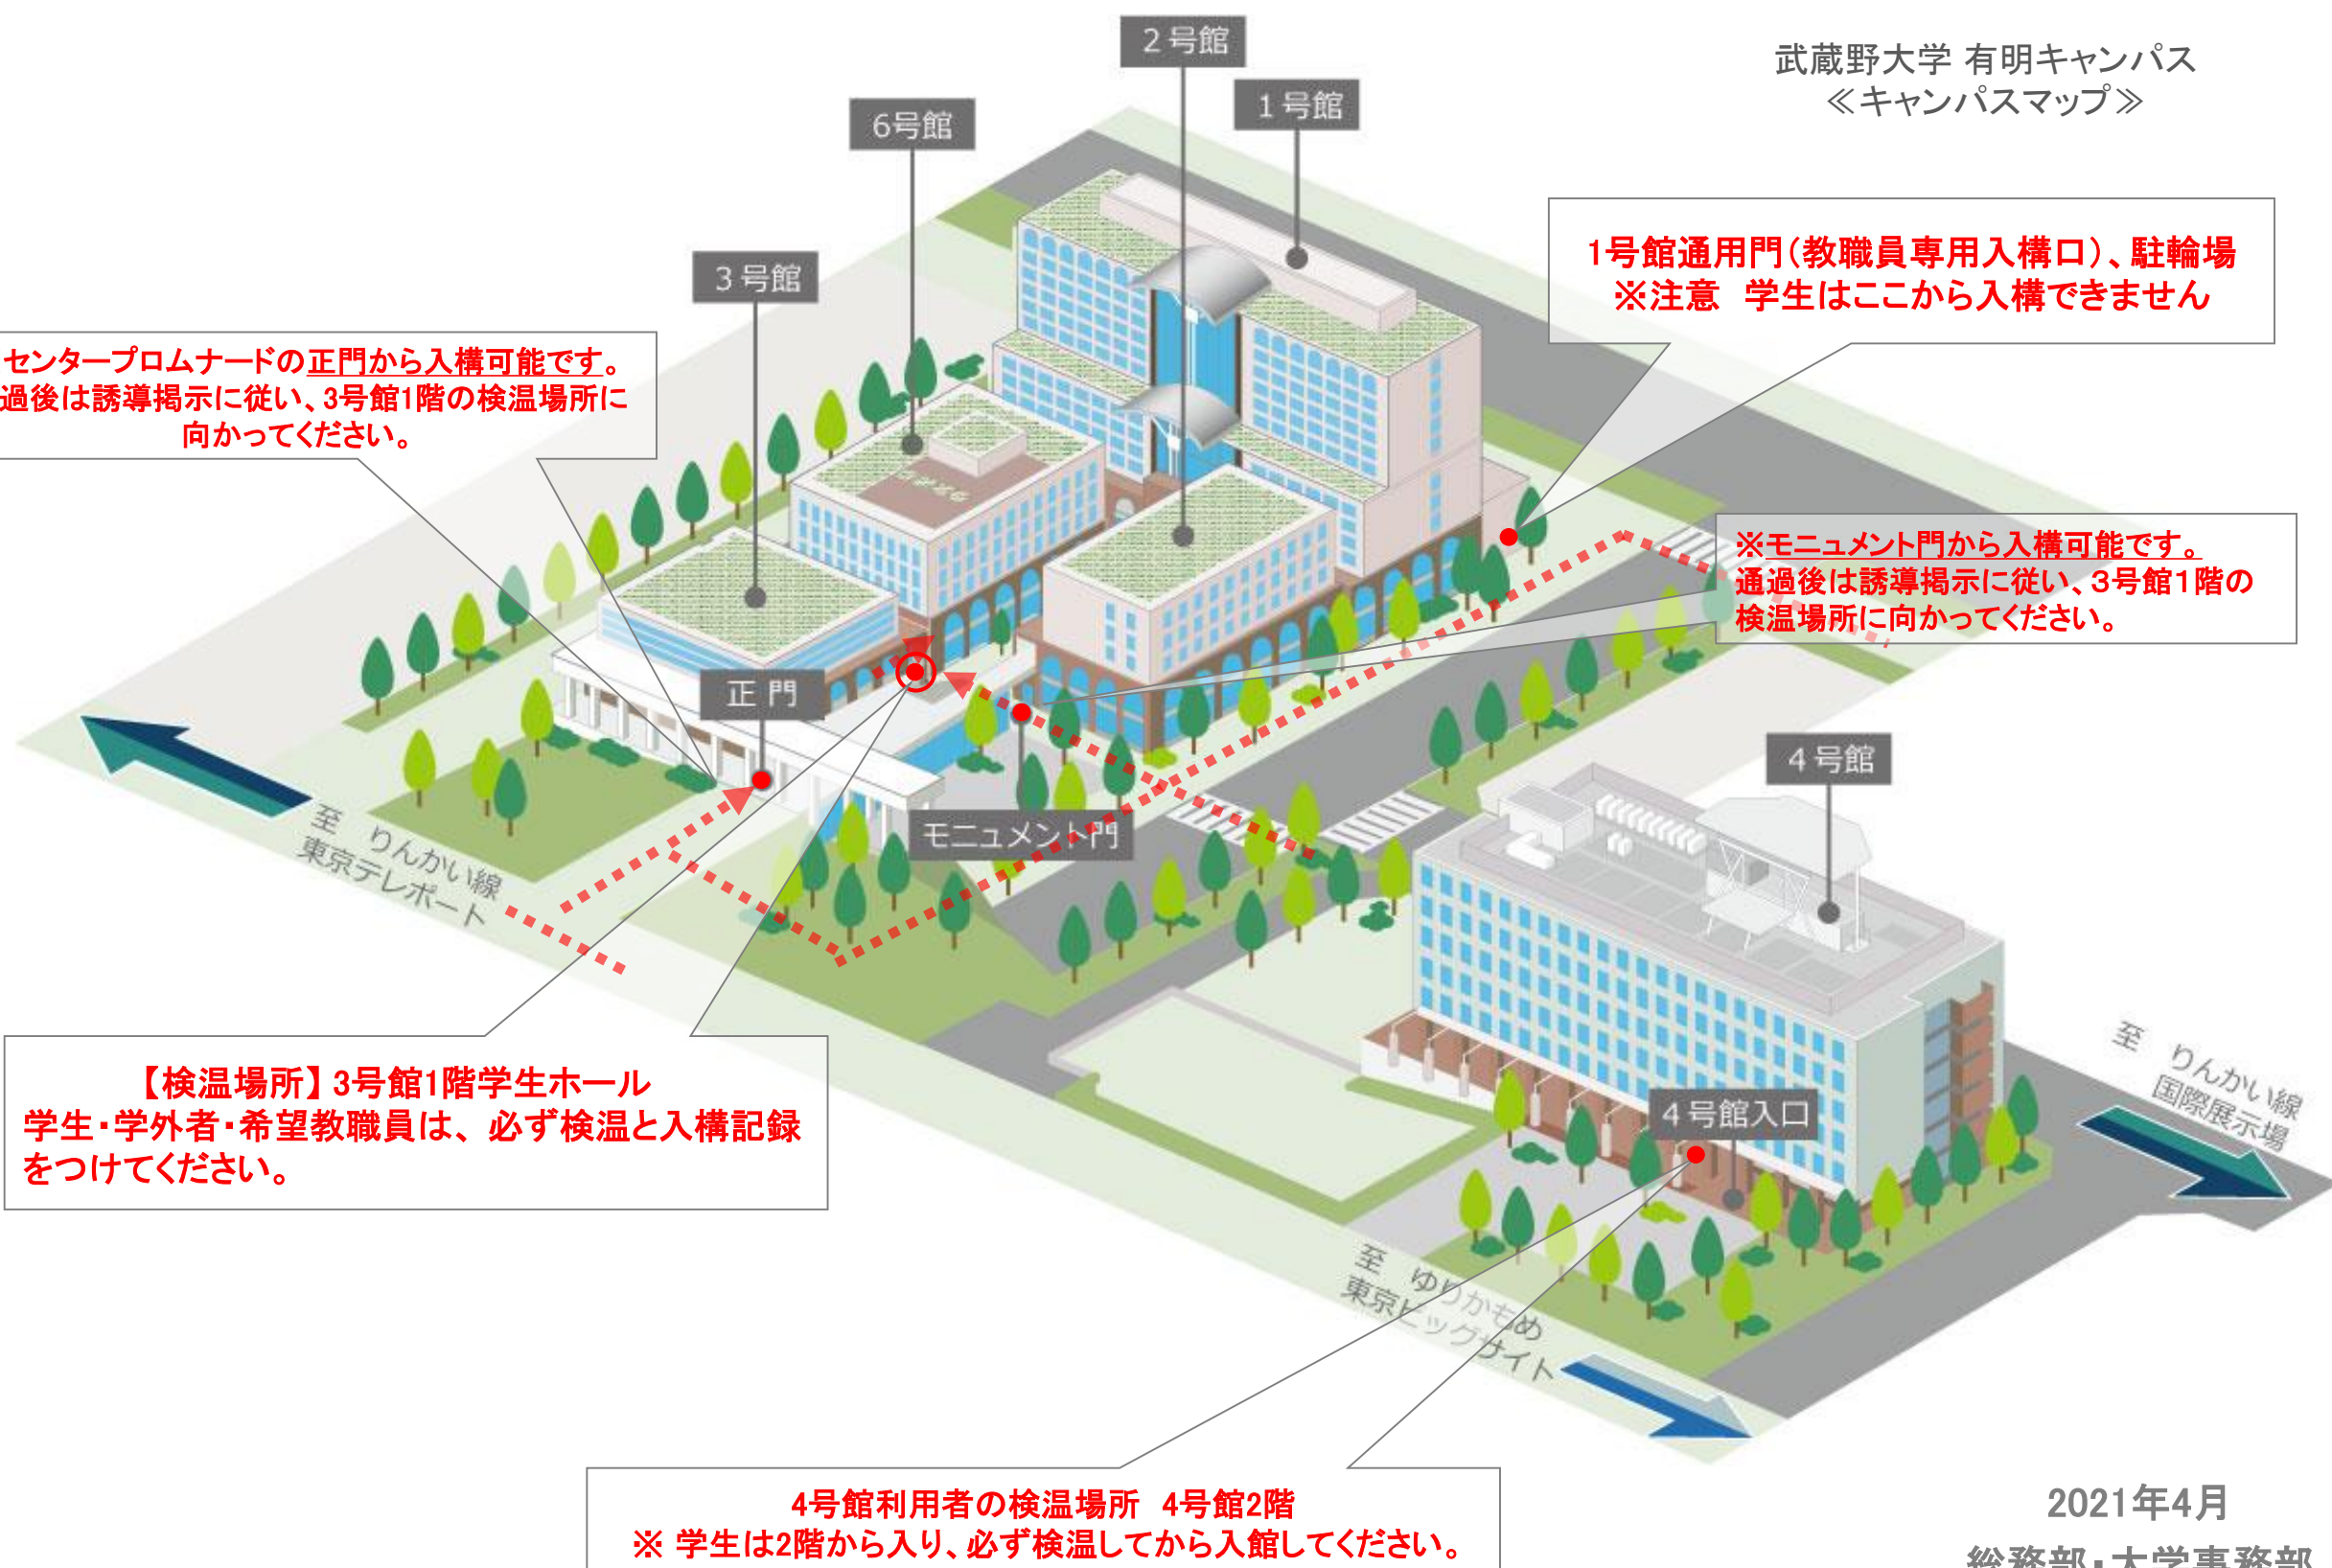 武蔵野大学 有明キャンパス
≪キャンパスマップ≫
2号館
1号館
6号館
3号館
1号館通用門(教職員専用入構口)、駐輪場
※注意 学生はここから入構できません
センタープロムナードの正門から入構可能です。
過後は誘導掲示に従い、3号館1階の検温場所に
向かってください。
※モニュメント門から入構可能です。
通過後は誘導掲示に従い、3号館1階の
検温場所に向かってください。
正門
モニュメント門
4号館
至 りんかい線
東京テレポート
【検温場所】3号館1階学生ホール
学生・学外者・希望教職員は、必ず検温と入構記録
をつけてください。
至 りんかい線
国際展示場
4号館入口
至 ゆりかもめ
東京ビッグサイト
4号館利用者の検温場所 4号館2階
※ 学生は2階から入り、必ず検温してから入館してください。
2021年4月
総務部・大学事務部